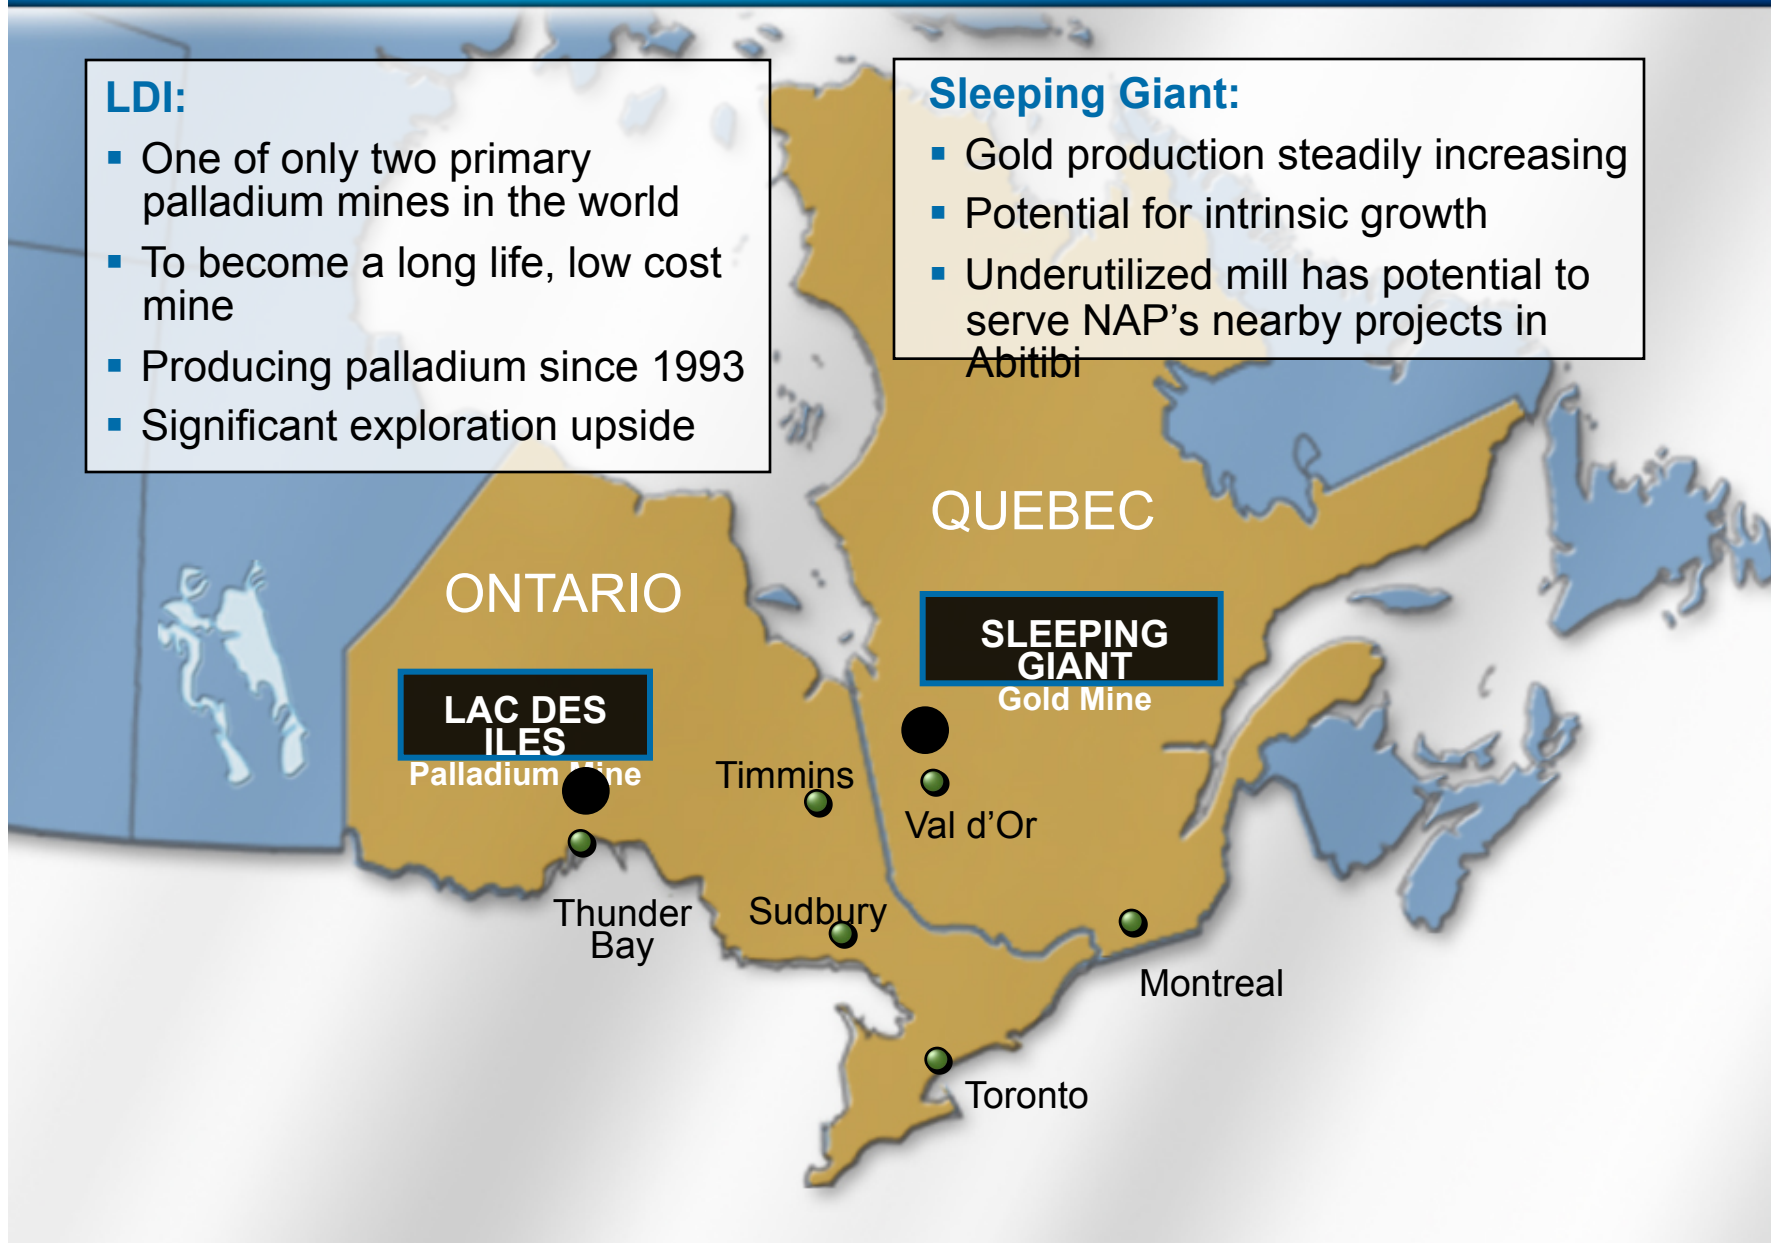 LDI:
▪ One of only two primary
palladium mines in the world
▪ To become a long life, low cost
mine
▪ Producing palladium since 1993
▪ Significant exploration upside
Sleeping Giant:
▪ Gold production steadily increasing
▪ Potential for intrinsic growth
▪ Underutilized mill has potential to
serve NAP’s nearby projects in
Abitibi
QUEBEC
ONTARIO
SLEEPING
GIANT
Gold Mine
LAC DES
ILES
Palladium Mine
Timmins
Val d’Or
Thunder
Bay
Sudbury
Montreal
Toronto